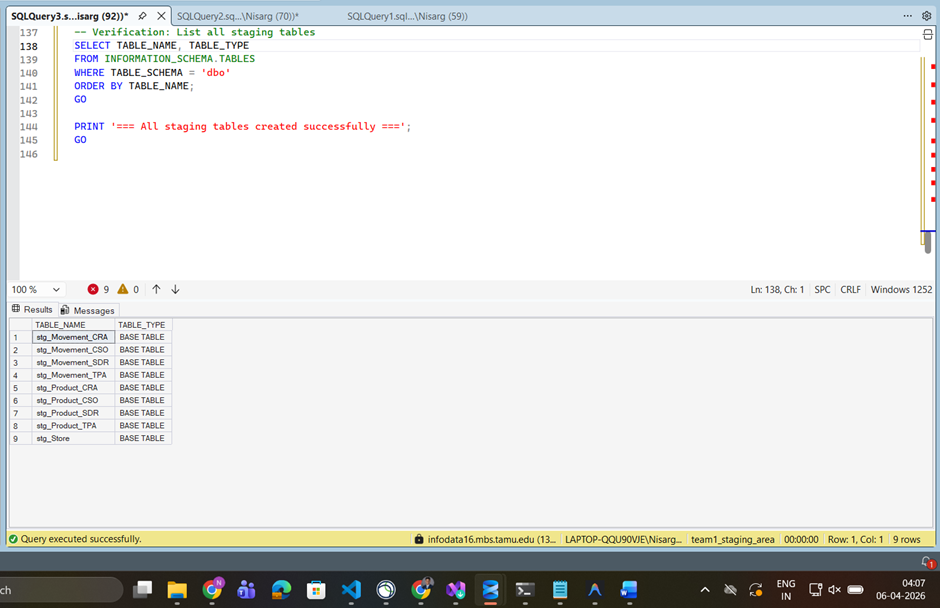 SQLQuery3.s...isarg (92))* SQLQuery2.sq...\Nisarg (70))* SQLQuery1.sql...\Nisarg (59))
137 -- Verification: List all staging tables
138 SELECT TABLE_NAME, TABLE_TYPE
139 FROM INFORMATION_SCHEMA.TABLES
140 WHERE TABLE_SCHEMA = 'dbo'
141 ORDER BY TABLE_NAME;
142 GO
143
144 PRINT '=== All staging tables created successfully ===';
145 GO
146
100 % 9 0 Ln: 138, Ch: 1 SPC CRLF Windows 1252
Results Messages
TABLE_NAME TABLE_TYPE
1 stg_Movement_CRA BASE TABLE
2 stg_Movement_CSO BASE TABLE
3 stg_Movement_SDR BASE TABLE
4 stg_Movement_TPA BASE TABLE
5 stg_Product_CRA BASE TABLE
6 stg_Product_CSO BASE TABLE
7 stg_Product_SDR BASE TABLE
8 stg_Product_TPA BASE TABLE
9 stg_Store BASE TABLE
Query executed successfully. infodata16.mbs.tamu.edu (13... LAPTOP-QQU90VJE\Nisarg... team1_staging_area 00:00:00 Row: 1, Col: 1 9 rows
1
ch N ENG 04:07
IN 06-04-2026